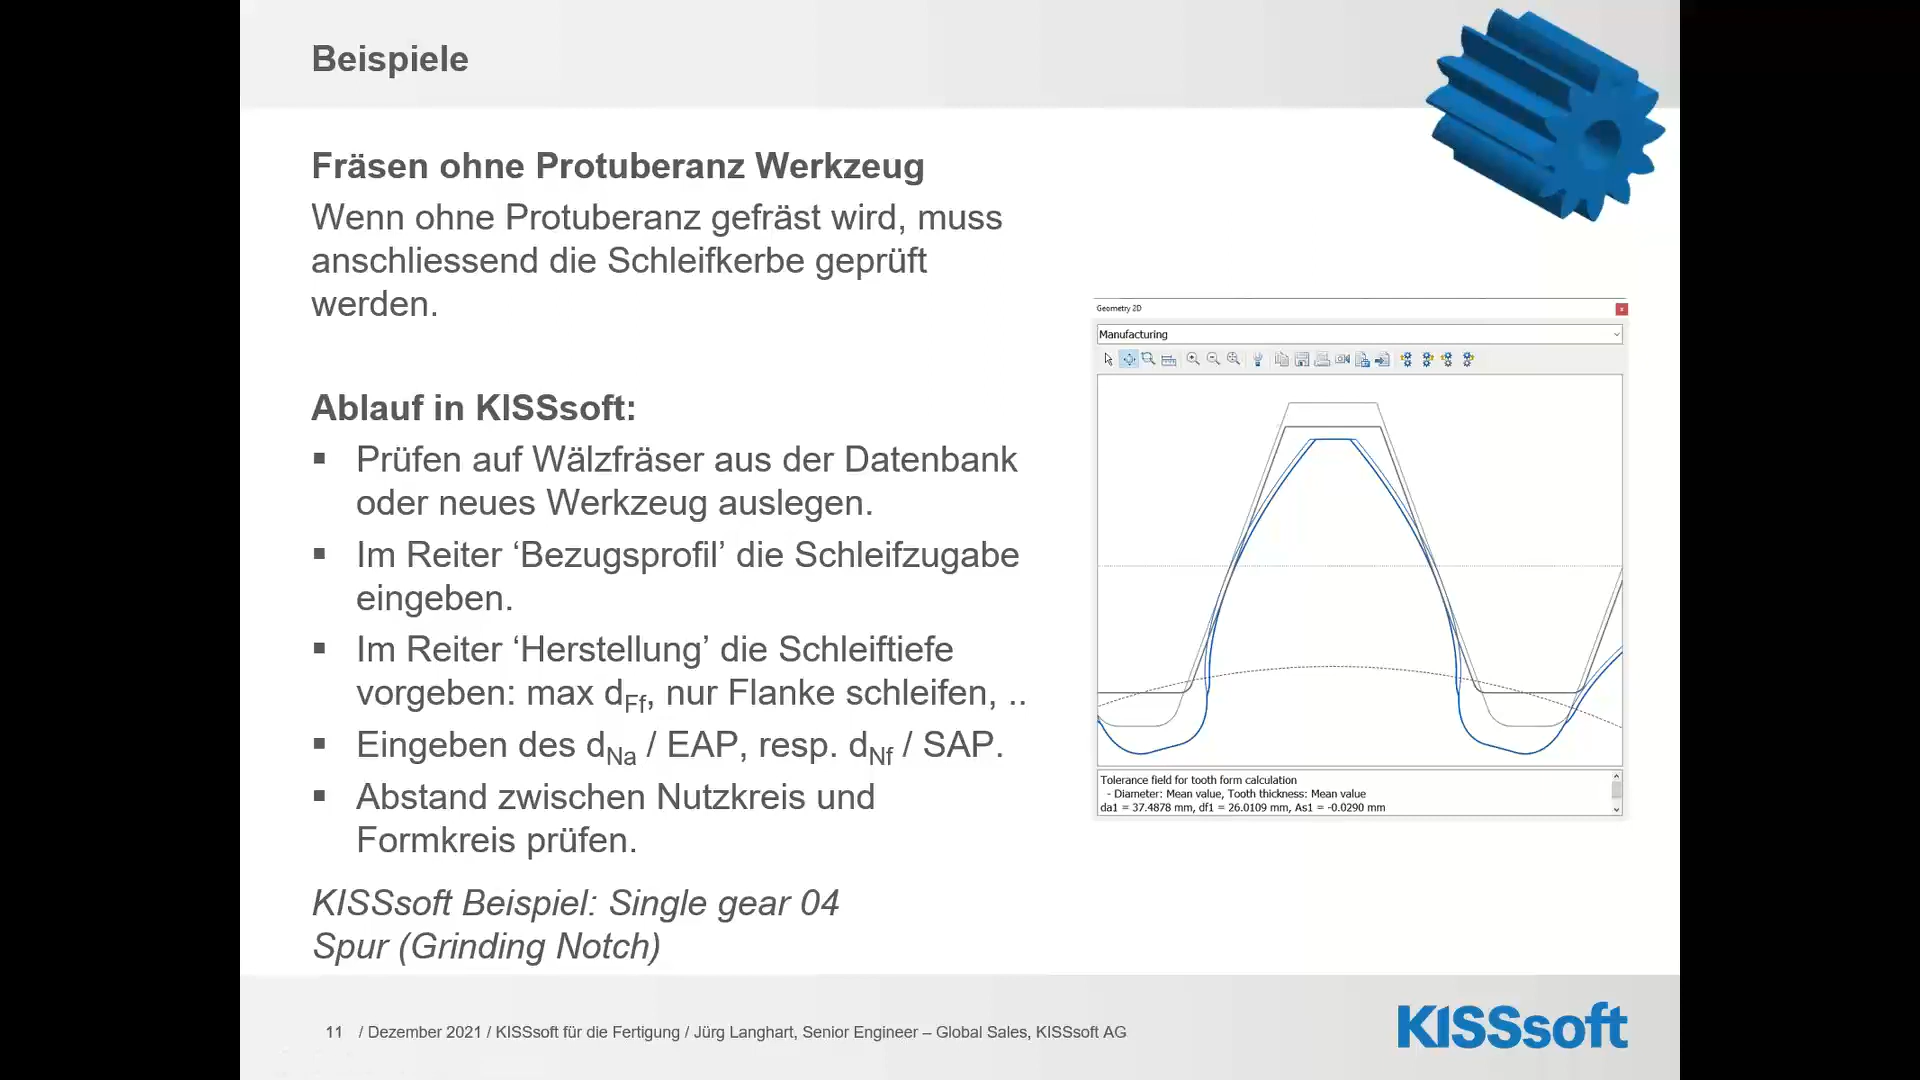 Beispiele
Fräsen ohne Protuberanz Werkzeug
Wenn ohne Protuberanz gefräst wird, muss
anschliessend die Schleifkerbe geprüft
werden.
Ablauf in KISSsoft:
▪ Prüfen auf Wälzfräser aus der Datenbank
oder neues Werkzeug auslegen.
▪ Im Reiter ‘Bezugsprofil’ die Schleifzugabe
eingeben.
▪ Im Reiter ‘Herstellung’ die Schleiftiefe
vorgeben: max dFf, nur Flanke schleifen, ..
▪ Eingeben des dNa / EAP, resp. dNf / SAP.
▪ Abstand zwischen Nutzkreis und
Formkreis prüfen.
KISSsoft Beispiel: Single gear 04
Spur (Grinding Notch)
Geometry 2D
Manufacturing
Tolerance field for tooth form calculation
- Diameter: Mean value, Tooth thickness: Mean value
da1 = 37.4878 mm, df1 = 26.0109 mm, As1 = -0.0290 mm
11 / Dezember 2021 / KISSsoft für die Fertigung / Jürg Langhart, Senior Engineer – Global Sales, KISSsoft AG
KISSsoft